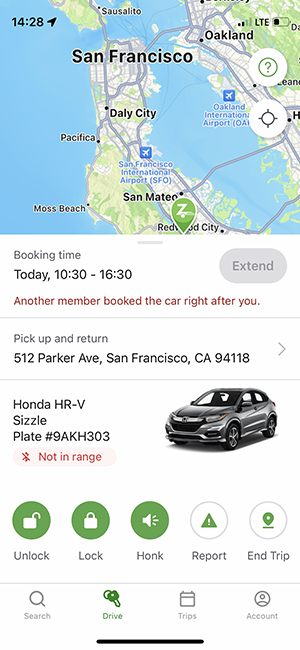 14:28
LTE
Sausalito
Berkeley
Oakland
San Francisco
?
Daly City
Oakland
International
Airport (OAK)
Pacifica
San Francisco
International
Airport (SFO)
San Mateo
Moss Beach
Redwood City
Booking time
Today, 10:30 - 16:30
Extend
Another member booked the car right after you.
Pick up and return
512 Parker Ave, San Francisco, CA 94118
Honda HR-V
Sizzle
Plate #9AKH303
Not in range
Unlock
Lock
Honk
Report
End Trip
Search
Drive
Trips
Account